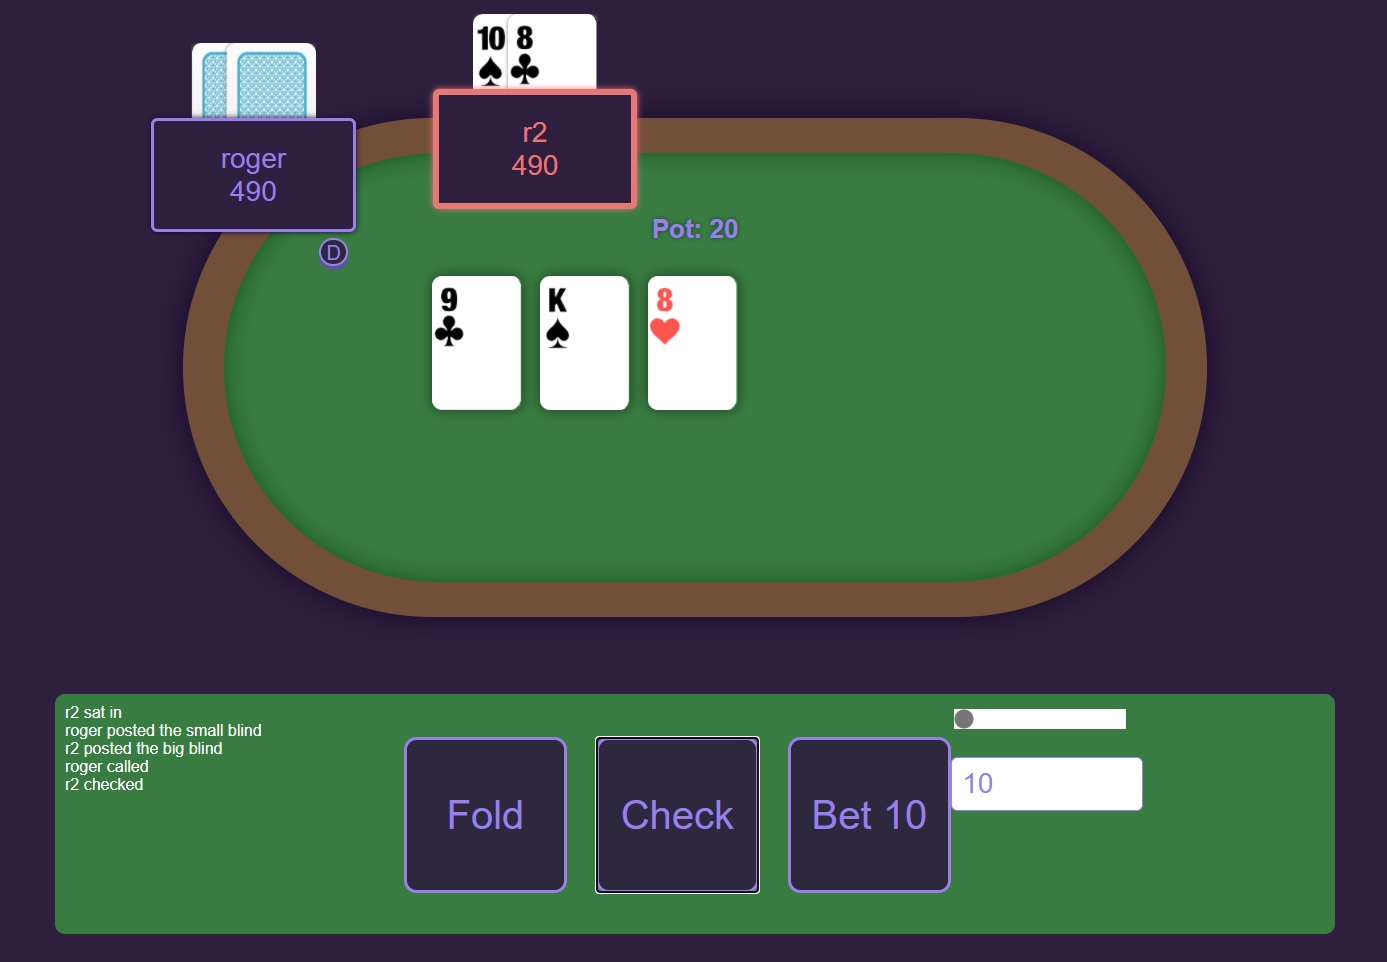 10
8
roger
490
r2
490
Pot: 20
D
9
K
8
r2 sat in
roger posted the small blind
r2 posted the big blind
roger called
r2 checked
Fold
Check
Bet 10
10